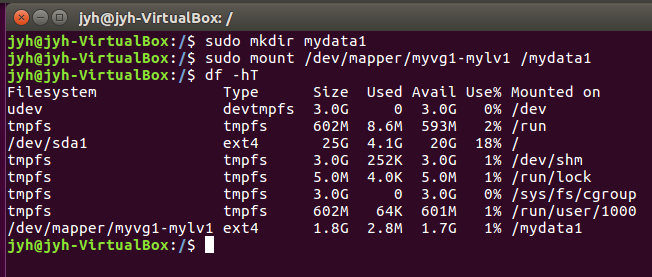 jyh@jyh-VirtualBox: /
jyh@jyh-VirtualBox:/$ sudo mkdir mydata1
jyh@jyh-VirtualBox:/$ sudo mount /dev/mapper/myvg1-mylv1 /mydata1
jyh@jyh-VirtualBox:/$ df -hT
Filesystem Type Size Used Avail Use% Mounted on
udev devtmpfs 3.0G 0 3.0G 0% /dev
tmpfs tmpfs 602M 8.6M 593M 2% /run
/dev/sda1 ext4 25G 4.1G 20G 18% /
tmpfs tmpfs 3.0G 252K 3.0G 1% /dev/shm
tmpfs tmpfs 5.0M 4.0K 5.0M 1% /run/lock
tmpfs tmpfs 3.0G 0 3.0G 0% /sys/fs/cgroup
tmpfs tmpfs 602M 64K 601M 1% /run/user/1000
/dev/mapper/myvg1-mylv1 ext4 1.8G 2.8M 1.7G 1% /mydata1
jyh@jyh-VirtualBox:/$